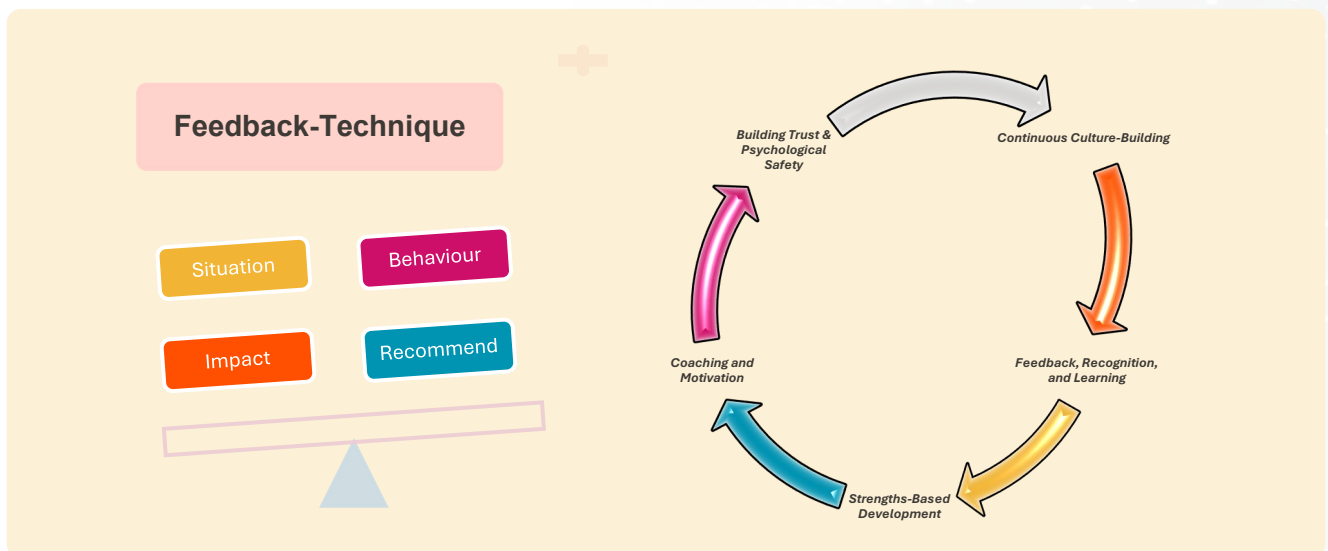 Feedback-Technique
Situation
Behaviour
Impact
Recommend
Building Trust &
Psychological
Safety
Continuous Culture-Building
Feedback, Recognition,
and Learning
Strengths-Based
Development
Coaching and
Motivation